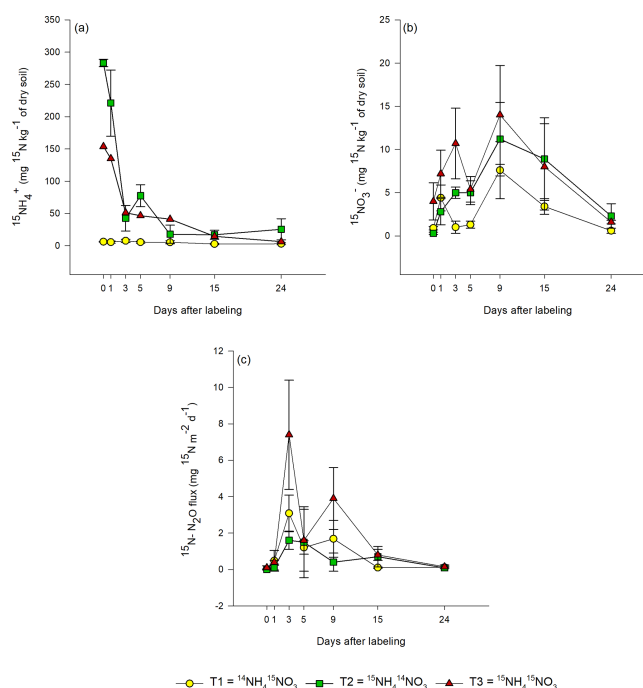 (a)
350
300
250
200
150
100
50
0
¹⁵NH₄⁺ (mg ¹⁵N kg⁻¹ of dry soil)
0 1 3 5 9 15 24
Days after labeling
(b)
25
20
15
10
5
0
¹⁵NO₃⁻ (mg ¹⁵N kg⁻¹ of dry soil)
0 1 3 5 9 15 24
Days after labeling
(c)
12
10
8
6
4
2
0
-2
¹⁵N- N₂O flux (mg ¹⁵N m⁻² d⁻¹)
0 1 3 5 9 15 24
Days after labeling
T1 = ¹⁴NH₄¹⁵NO₃ T2 = ¹⁵NH₄¹⁴NO₃ T3 = ¹⁵NH₄¹⁵NO₃